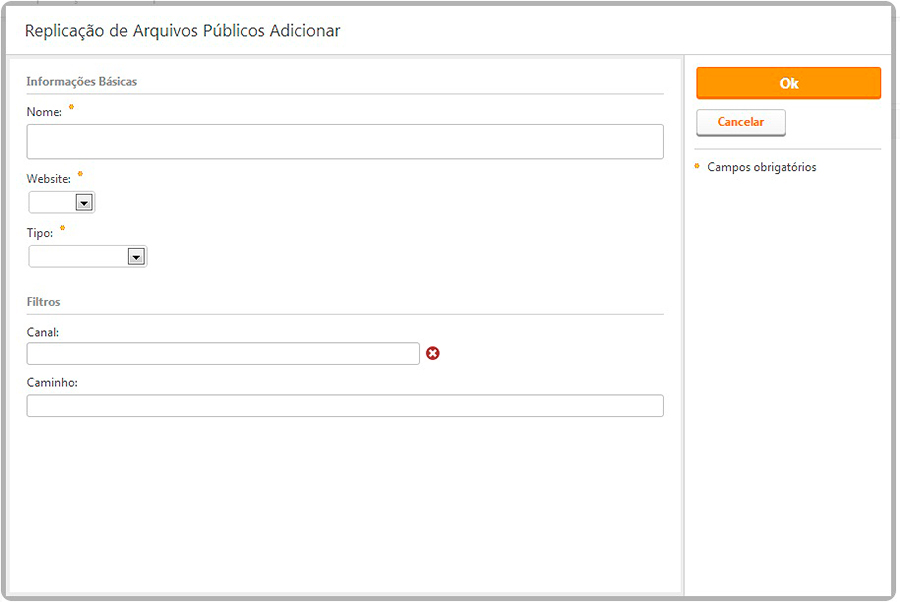 Replicação de Arquivos Públicos Adicionar
Informações Básicas
Nome: *
Website: *
Tipo: *
Filtros
Canal:
Caminho:
Ok
Cancelar
* Campos obrigatórios